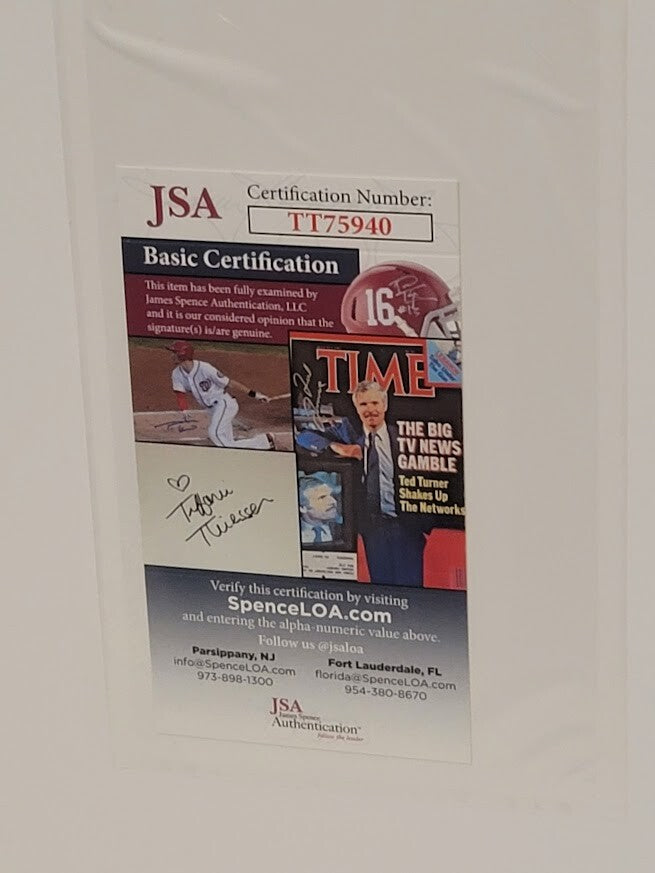 JSA
Certification Number:
TT75940
Basic Certification
This item has been fully examined by
James Spence Authentication, LLC
and it is our considered opinion that the
signature(s) is/are genuine.
16
TIME
THE BIG
TV NEWS
GAMBLE
Ted Turner
Shakes Up
The Networks
Tiffani
Thiessen
Verify this certification by visiting
SpenceLOA.com
and entering the alpha-numeric value above.
Follow us @jsaloa
Parsippany, NJ
info@SpenceLOA.com
973-898-1300
Fort Lauderdale, FL
florida@SpenceLOA.com
954-380-8670
JSA
James Spence
Authentication
follow the leader